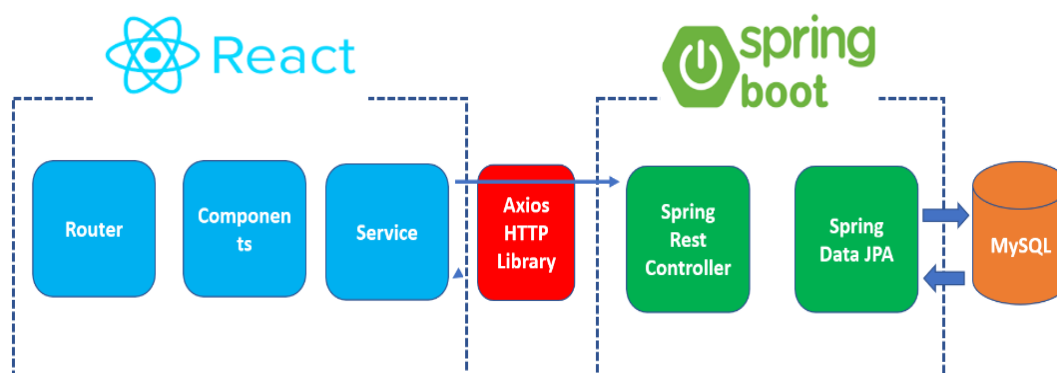 React
spring
boot
Router
Componen
ts
Service
Axios
HTTP
Library
Spring
Rest
Controller
Spring
Data JPA
MySQL